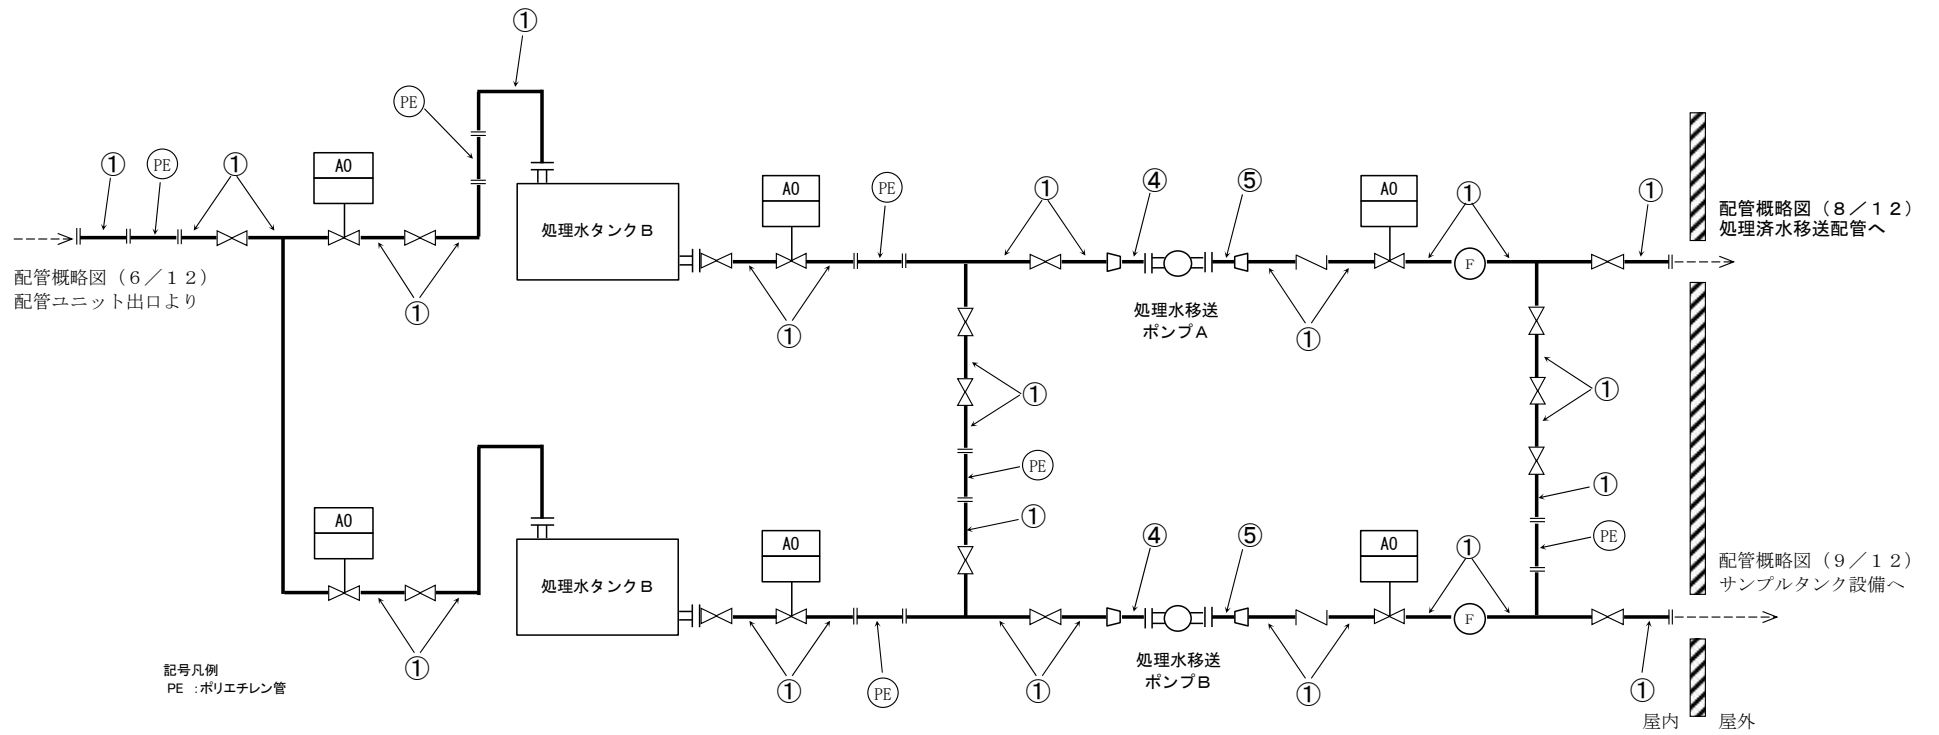 ①
PE
① PE ① AO
AO PE ① ④ ⑤ AO ① ①
配管概略図(8/12)
処理済水移送配管へ
処理水タンクB
F
配管概略図(6/12)
配管ユニット出口より
①
①
処理水移送
ポンプA
①
①
①
PE
①
①
PE
AO
AO ④ ⑤ AO ①
配管概略図(9/12)
サンプルタンク設備へ
処理水タンクB
F
①
① PE ①
処理水移送
ポンプB
① ①
記号凡例
PE :ポリエチレン管
屋内 屋外